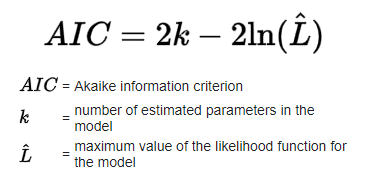 AIC = 2k − 2ln(L̂)
AIC = Akaike information criterion
k = number of estimated parameters in the
model
L̂ = maximum value of the likelihood function for
the model